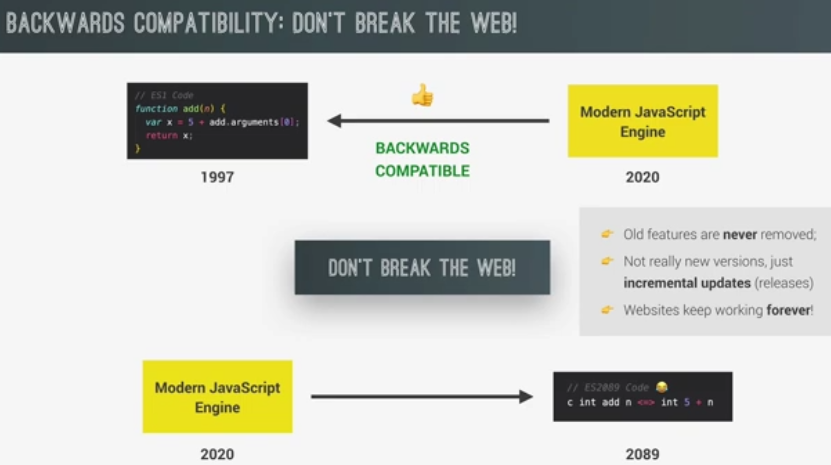 BACKWARDS COMPATIBILITY: DON'T BREAK THE WEB!
// ES1 Code
function add(n) {
var x = 5 + add.arguments[0];
return x;
}
1997
👍
BACKWARDS
COMPATIBLE
Modern JavaScript
Engine
2020
DON'T BREAK THE WEB!
👉 Old features are never removed;
👉 Not really new versions, just
incremental updates (releases)
👉 Websites keep working forever!
Modern JavaScript
Engine
2020
// ES2089 Code 😂
c int add n <=> int 5 + n
2089